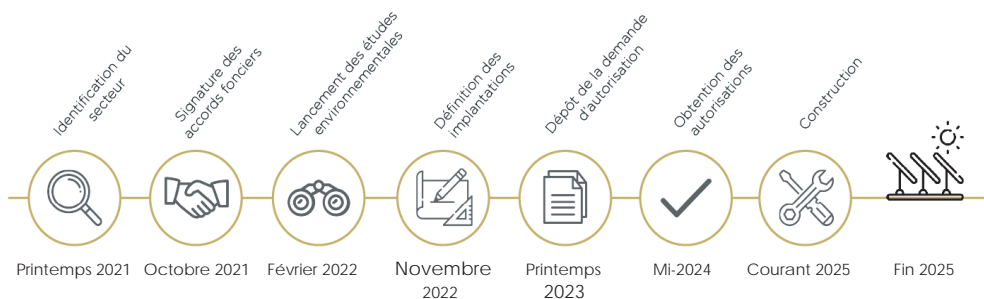 Identification du
secteur
Signature des
accords fonciers
Lancement des études
environnementales
Définition des
implantations
Dépôt de la demande
d'autorisation
Obtention des
autorisations
Construction
Printemps 2021
Octobre 2021
Février 2022
Novembre
2022
Printemps
2023
Mi-2024
Courant 2025
Fin 2025